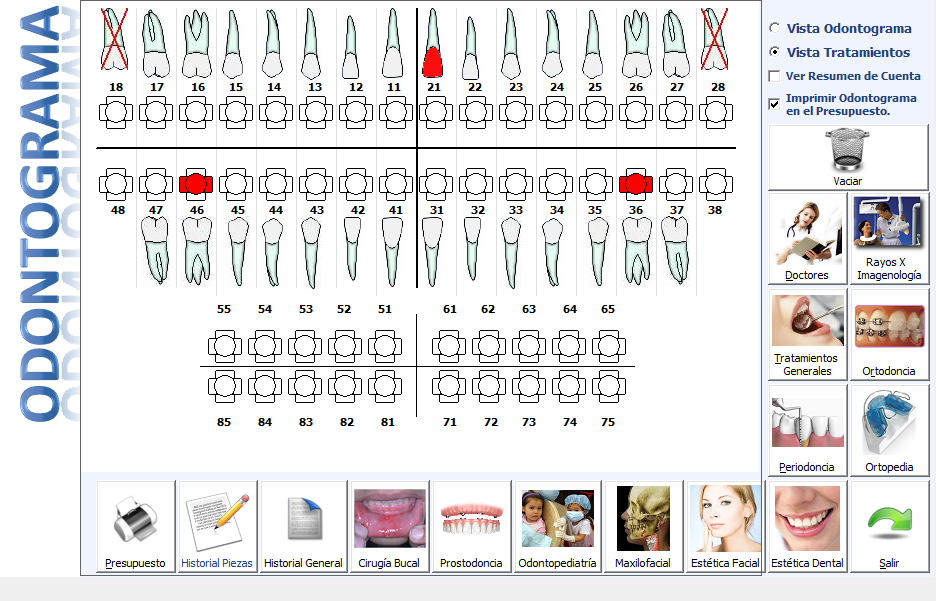 ODONTOGRAMA
18 17 16 15 14 13 12 11 21 22 23 24 25 26 27 28
48 47 46 45 44 43 42 41 31 32 33 34 35 36 37 38
55 54 53 52 51 61 62 63 64 65
85 84 83 82 81 71 72 73 74 75
Vista Odontograma
Vista Tratamientos
Ver Resumen de Cuenta
Imprimir Odontograma
en el Presupuesto.
Vaciar
Doctores
Rayos X
Imagenología
Tratamientos
Generales
Ortodoncia
Periodoncia
Ortopedia
Presupuesto
Historial Piezas
Historial General
Cirugía Bucal
Prostodoncia
Odontopediatría
Maxilofacial
Estética Facial
Estética Dental
Salir